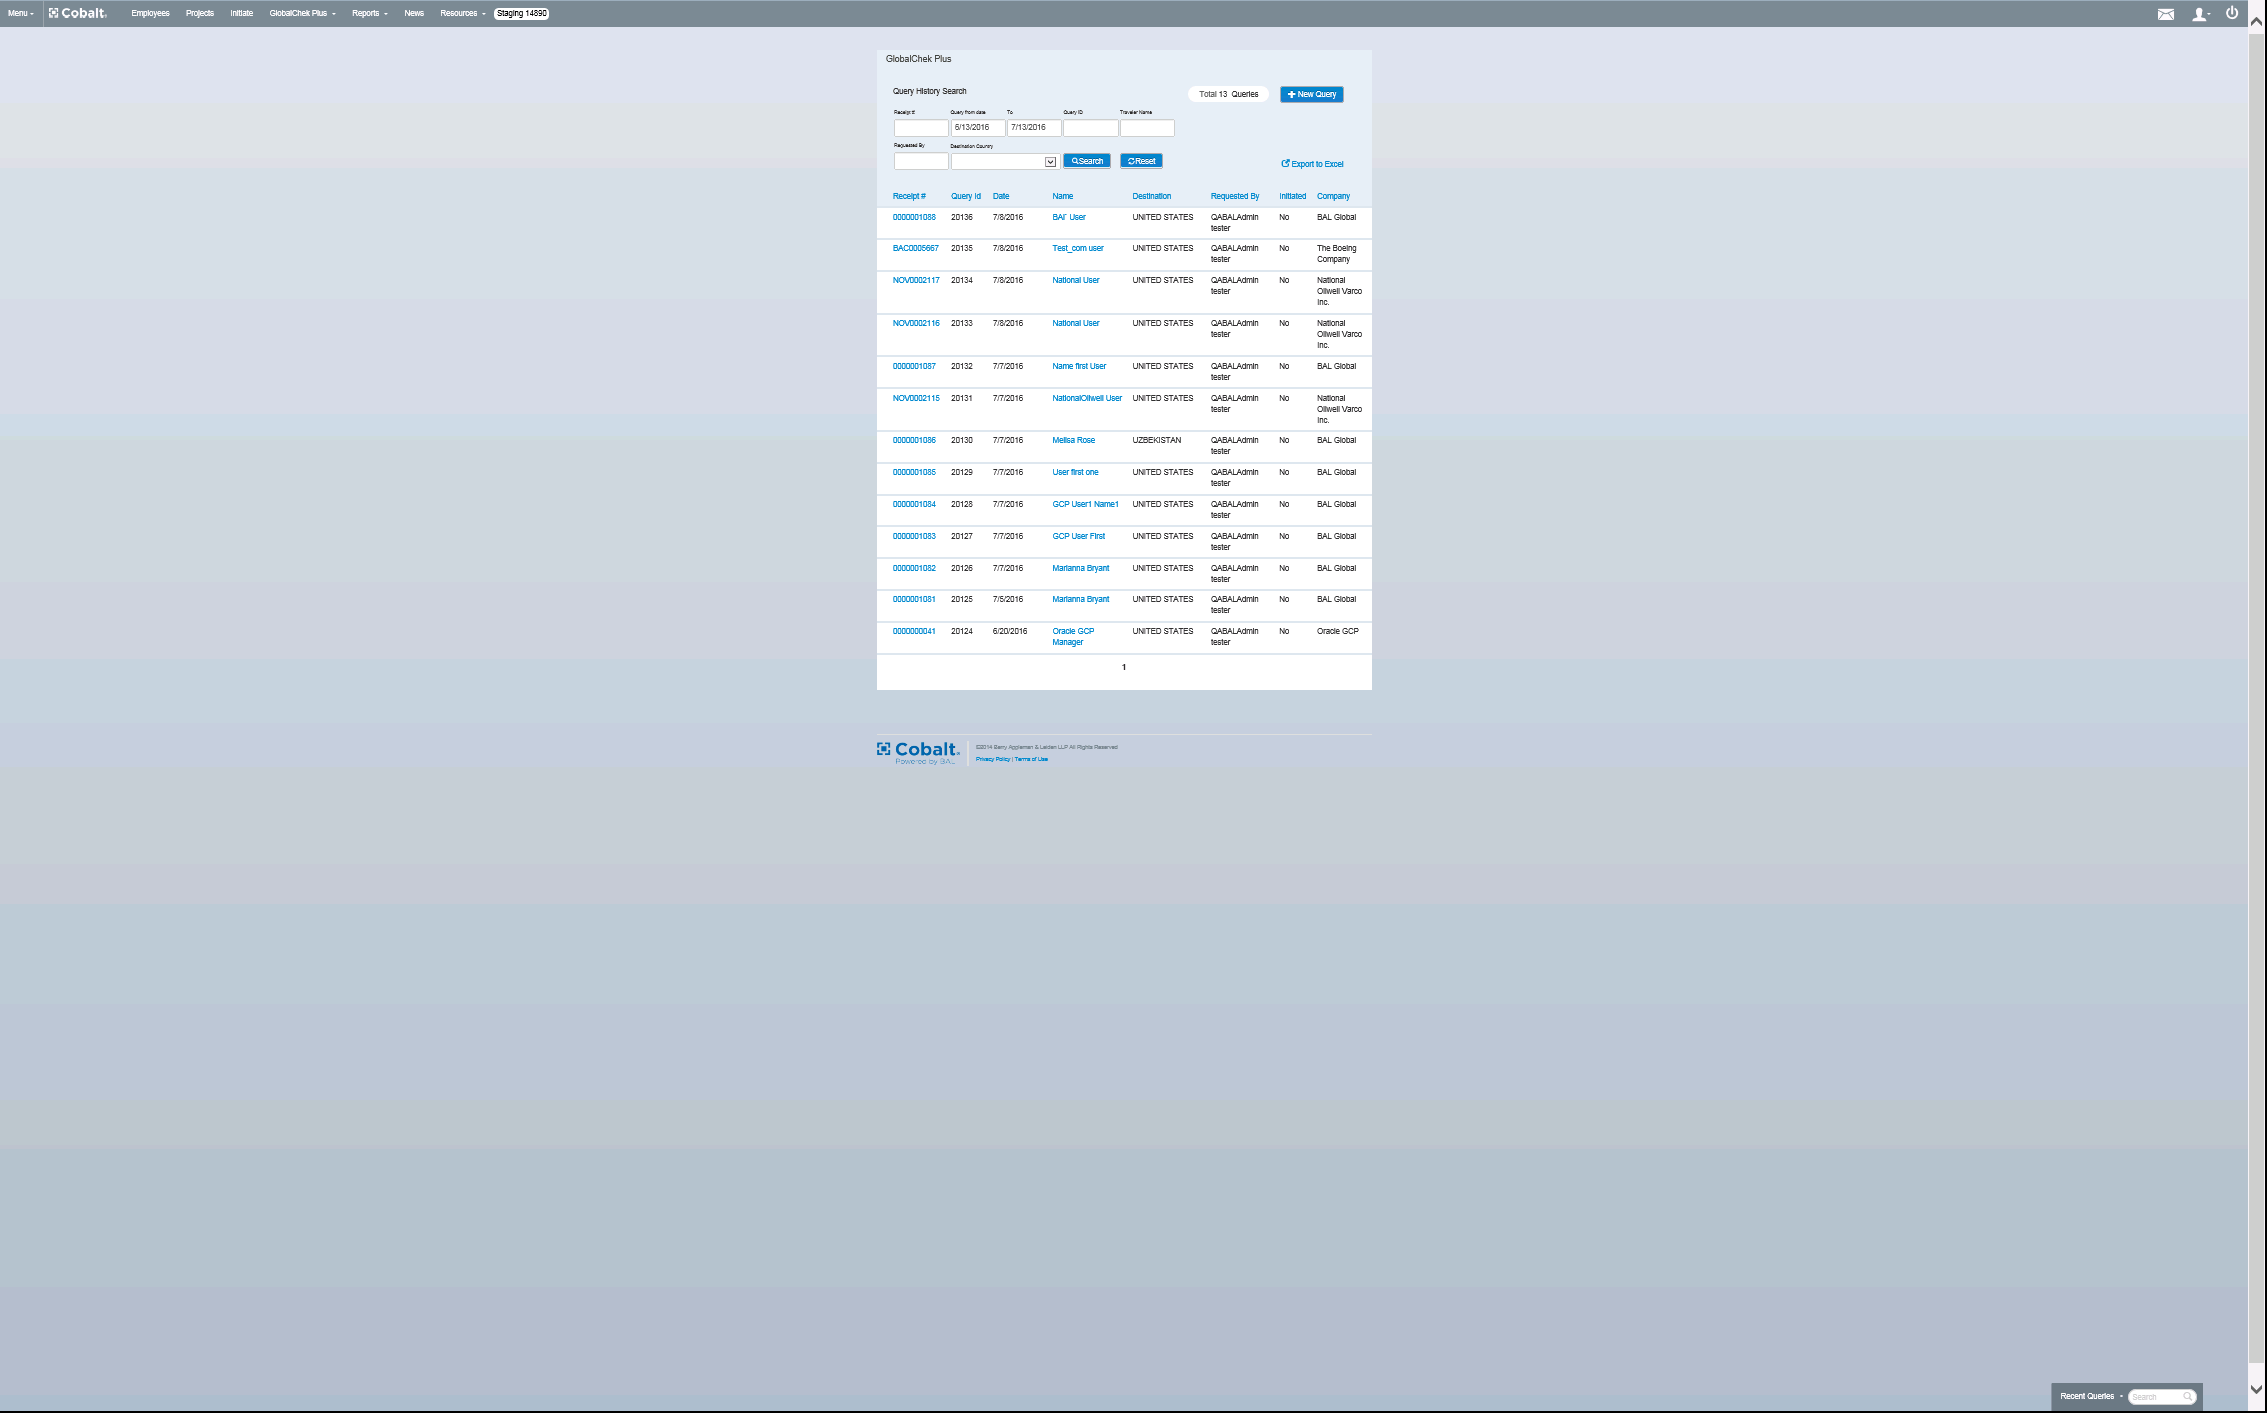 Menu Cobalt. Employees Projects Initiate GlobalChek Plus Reports News Resources Staging 14890
GlobalChek Plus
Query History Search Total 13 Queries New Query
Receipt # Query from date To Query ID Traveler Name
6/13/2016 7/13/2016
Requested By Destination Country
Search Reset Export to Excel
Receipt # Query Id Date Name Destination Requested By Initiated Company
0000001088 20136 7/8/2016 User UNITED STATES QABALAdmin No BAL Global
tester
BAC0005667 20135 7/8/2016 Test_com user UNITED STATES QABALAdmin No The Boeing
tester Company
NOV0002117 20134 7/8/2016 National User UNITED STATES QABALAdmin No National
tester Oilwell Varco
Inc.
NOV0002116 20133 7/8/2016 National User UNITED STATES QABALAdmin No National
tester Oilwell Varco
Inc.
0000001087 20132 7/7/2016 Name first User UNITED STATES QABALAdmin No BAL Global
tester
NOV0002115 20131 7/7/2016 NationalOilwell User UNITED STATES QABALAdmin No National
tester Oilwell Varco
Inc.
0000001086 20130 7/7/2016 Melisa Rose UZBEKISTAN QABALAdmin No BAL Global
tester
0000001085 20129 7/7/2016 User first one UNITED STATES QABALAdmin No BAL Global
tester
0000001084 20128 7/7/2016 GCP User1 Name1 UNITED STATES QABALAdmin No BAL Global
tester
0000001083 20127 7/7/2016 GCP User First UNITED STATES QABALAdmin No BAL Global
tester
0000001082 20126 7/7/2016 Marianna Bryant UNITED STATES QABALAdmin No BAL Global
tester
0000001081 20125 7/5/2016 Marianna Bryant UNITED STATES QABALAdmin No BAL Global
tester
0000000041 20124 6/20/2016 Oracle GCP UNITED STATES QABALAdmin No Oracle GCP
Manager tester
1
Cobalt. ©2014 Berry Appleman & Leiden LLP All Rights Reserved
Powered by BAL Privacy Policy | Terms of Use
Recent Queries Search